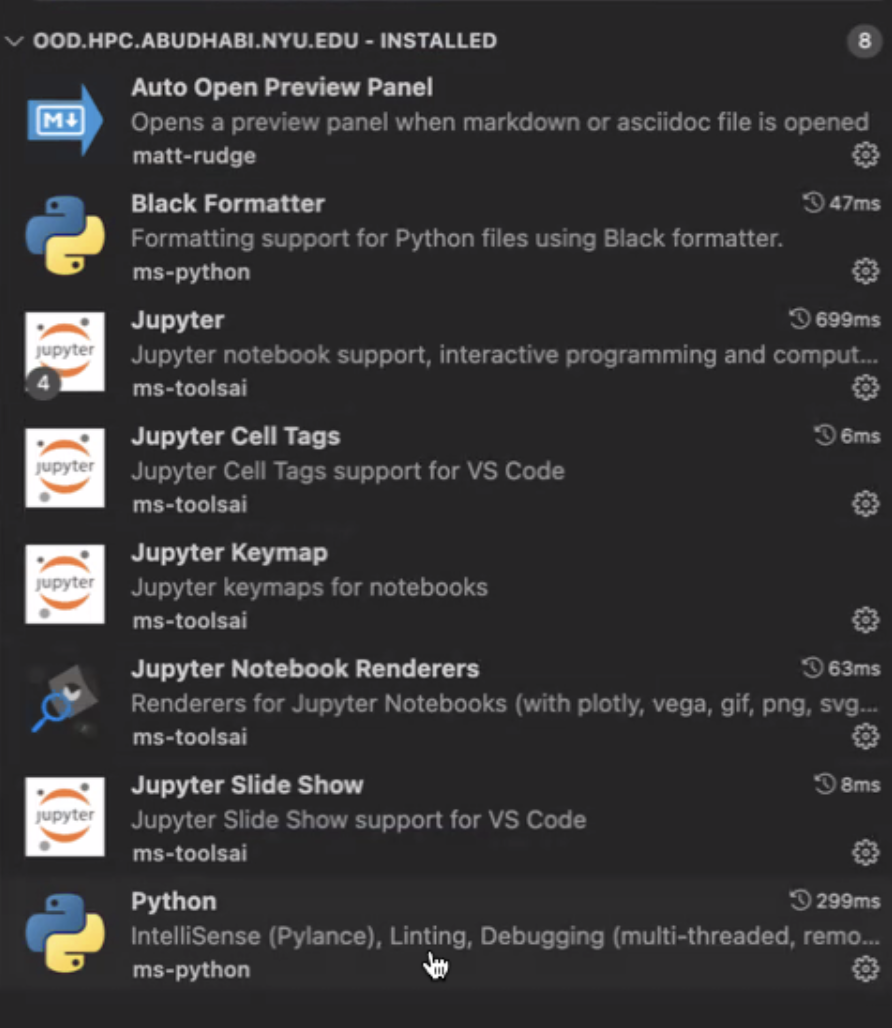 OOD.HPC.ABUDHABI.NYU.EDU - INSTALLED 8
Auto Open Preview Panel
M↓
Opens a preview panel when markdown or asciidoc file is opened
matt-rudge
Black Formatter 47ms
Formatting support for Python files using Black formatter.
ms-python
Jupyter 699ms
jupyter
Jupyter notebook support, interactive programming and comput...
4
ms-toolsai
Jupyter Cell Tags 6ms
jupyter
Jupyter Cell Tags support for VS Code
ms-toolsai
Jupyter Keymap
jupyter
Jupyter keymaps for notebooks
ms-toolsai
Jupyter Notebook Renderers 63ms
Renderers for Jupyter Notebooks (with plotly, vega, gif, png, svg...
ms-toolsai
Jupyter Slide Show 8ms
jupyter
Jupyter Slide Show support for VS Code
ms-toolsai
Python 299ms
IntelliSense (Pylance), Linting, Debugging (multi-threaded, remo...
ms-python